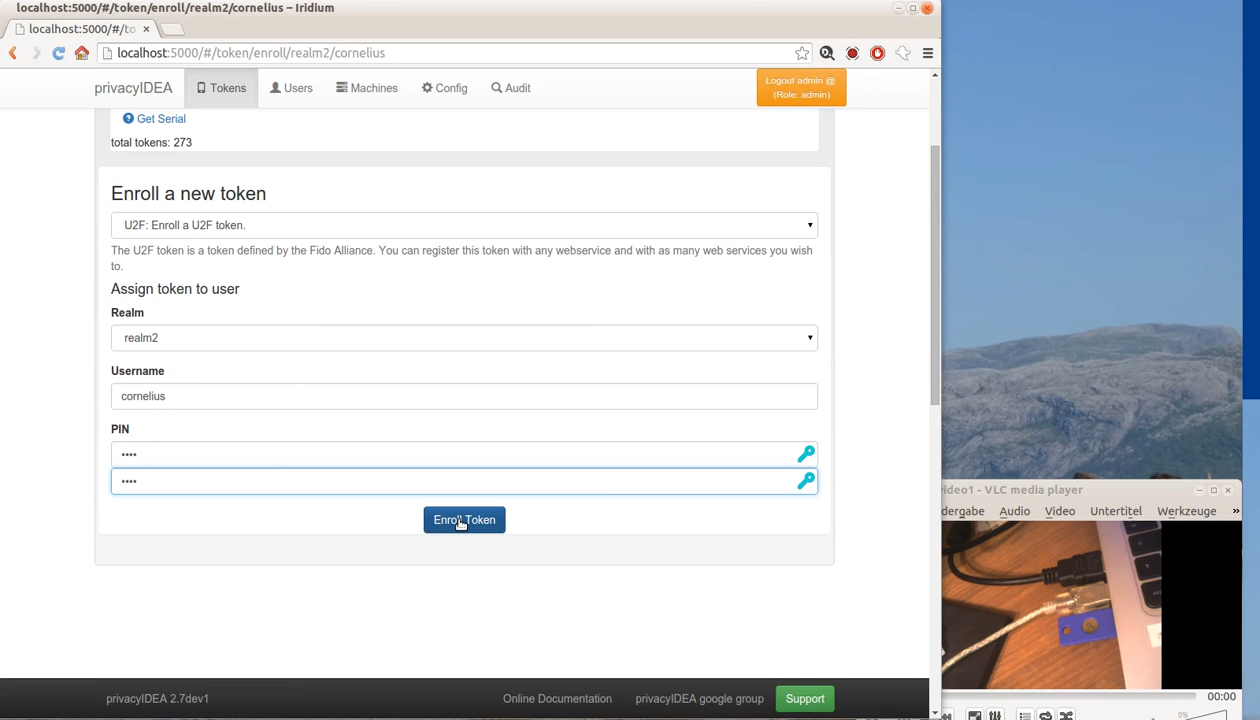 localhost:5000/#/token/enroll/realm2/cornelius – Iridium
localhost:5000/#/to
localhost:5000/#/token/enroll/realm2/cornelius
privacyIDEA Tokens Users Machines Config Audit
Logout admin @
(Role: admin)
Get Serial
total tokens: 273
Enroll a new token
U2F: Enroll a U2F token.
The U2F token is a token defined by the Fido Alliance. You can register this token with any webservice and with as many web services you wish
to.
Assign token to user
Realm
realm2
Username
cornelius
PIN
••••
••••
Enroll Token
privacyIDEA 2.7dev1 Online Documentation privacyIDEA google group Support
video1 - VLC media player
dergabe Audio Video Untertitel Werkzeuge »
00:00
0%